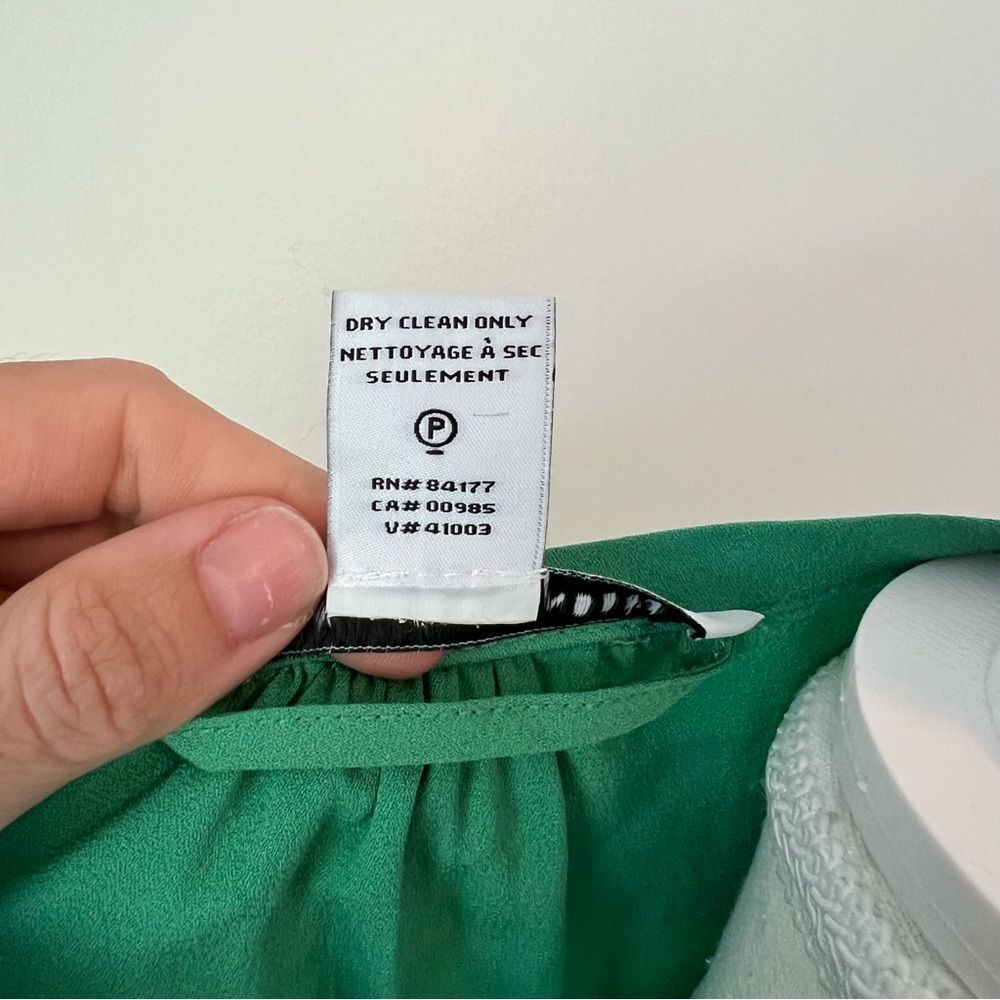 DRY CLEAN ONLY
NETTOYAGE À SEC
SEULEMENT
P
RN# 84177
CA# 00985
V# 41003